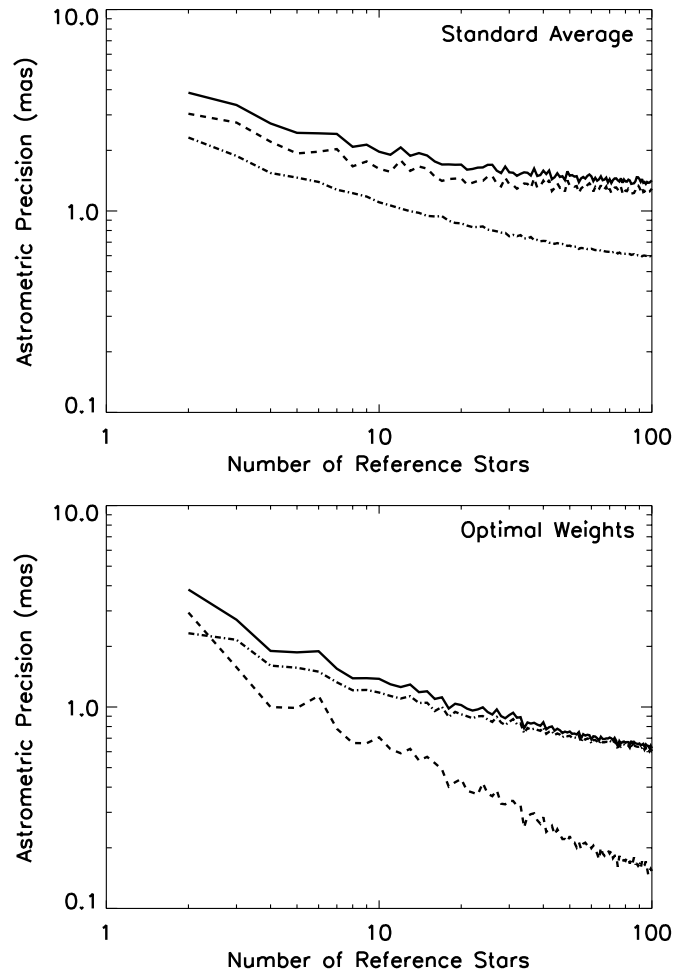 10.0
Standard Average
Astrometric Precision (mas)
1.0
0.1
1
10
100
Number of Reference Stars
10.0
Optimal Weights
Astrometric Precision (mas)
1.0
0.1
1
10
100
Number of Reference Stars